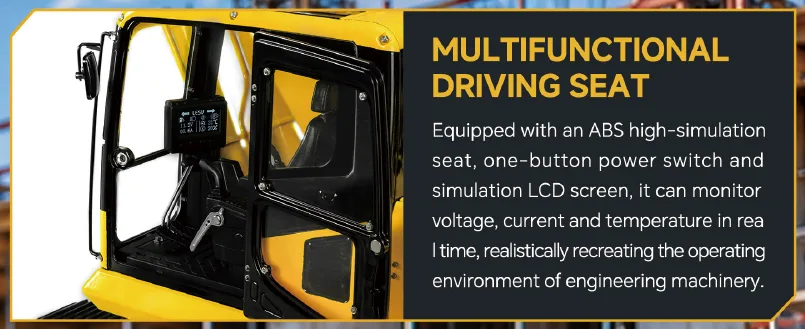 MULTIFUNCTIONAL
DRIVING SEAT
Equipped with an ABS high-simulation
seat, one-button power switch and
simulation LCD screen, it can monitor
voltage, current and temperature in rea
l time, realistically recreating the operating
environment of engineering machinery.